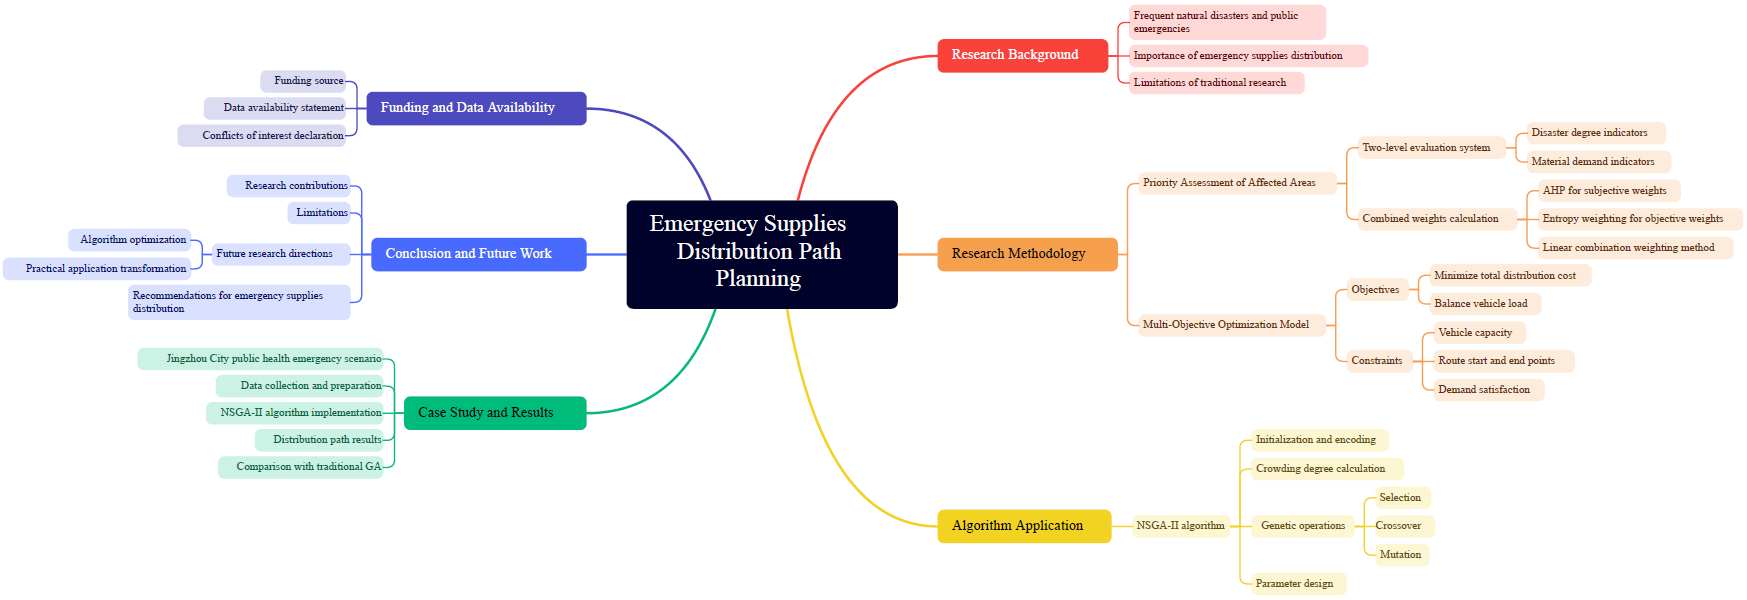 Emergency Supplies
Distribution Path
Planning
Research Background
Frequent natural disasters and public
emergencies
Importance of emergency supplies distribution
Limitations of traditional research
Research Methodology
Priority Assessment of Affected Areas
Two-level evaluation system
Disaster degree indicators
Material demand indicators
Combined weights calculation
AHP for subjective weights
Entropy weighting for objective weights
Linear combination weighting method
Multi-Objective Optimization Model
Objectives
Minimize total distribution cost
Balance vehicle load
Constraints
Vehicle capacity
Route start and end points
Demand satisfaction
Algorithm Application
NSGA-II algorithm
Initialization and encoding
Crowding degree calculation
Genetic operations
Selection
Crossover
Mutation
Parameter design
Funding and Data Availability
Funding source
Data availability statement
Conflicts of interest declaration
Conclusion and Future Work
Research contributions
Limitations
Future research directions
Algorithm optimization
Practical application transformation
Recommendations for emergency supplies
distribution
Case Study and Results
Jingzhou City public health emergency scenario
Data collection and preparation
NSGA-II algorithm implementation
Distribution path results
Comparison with traditional GA